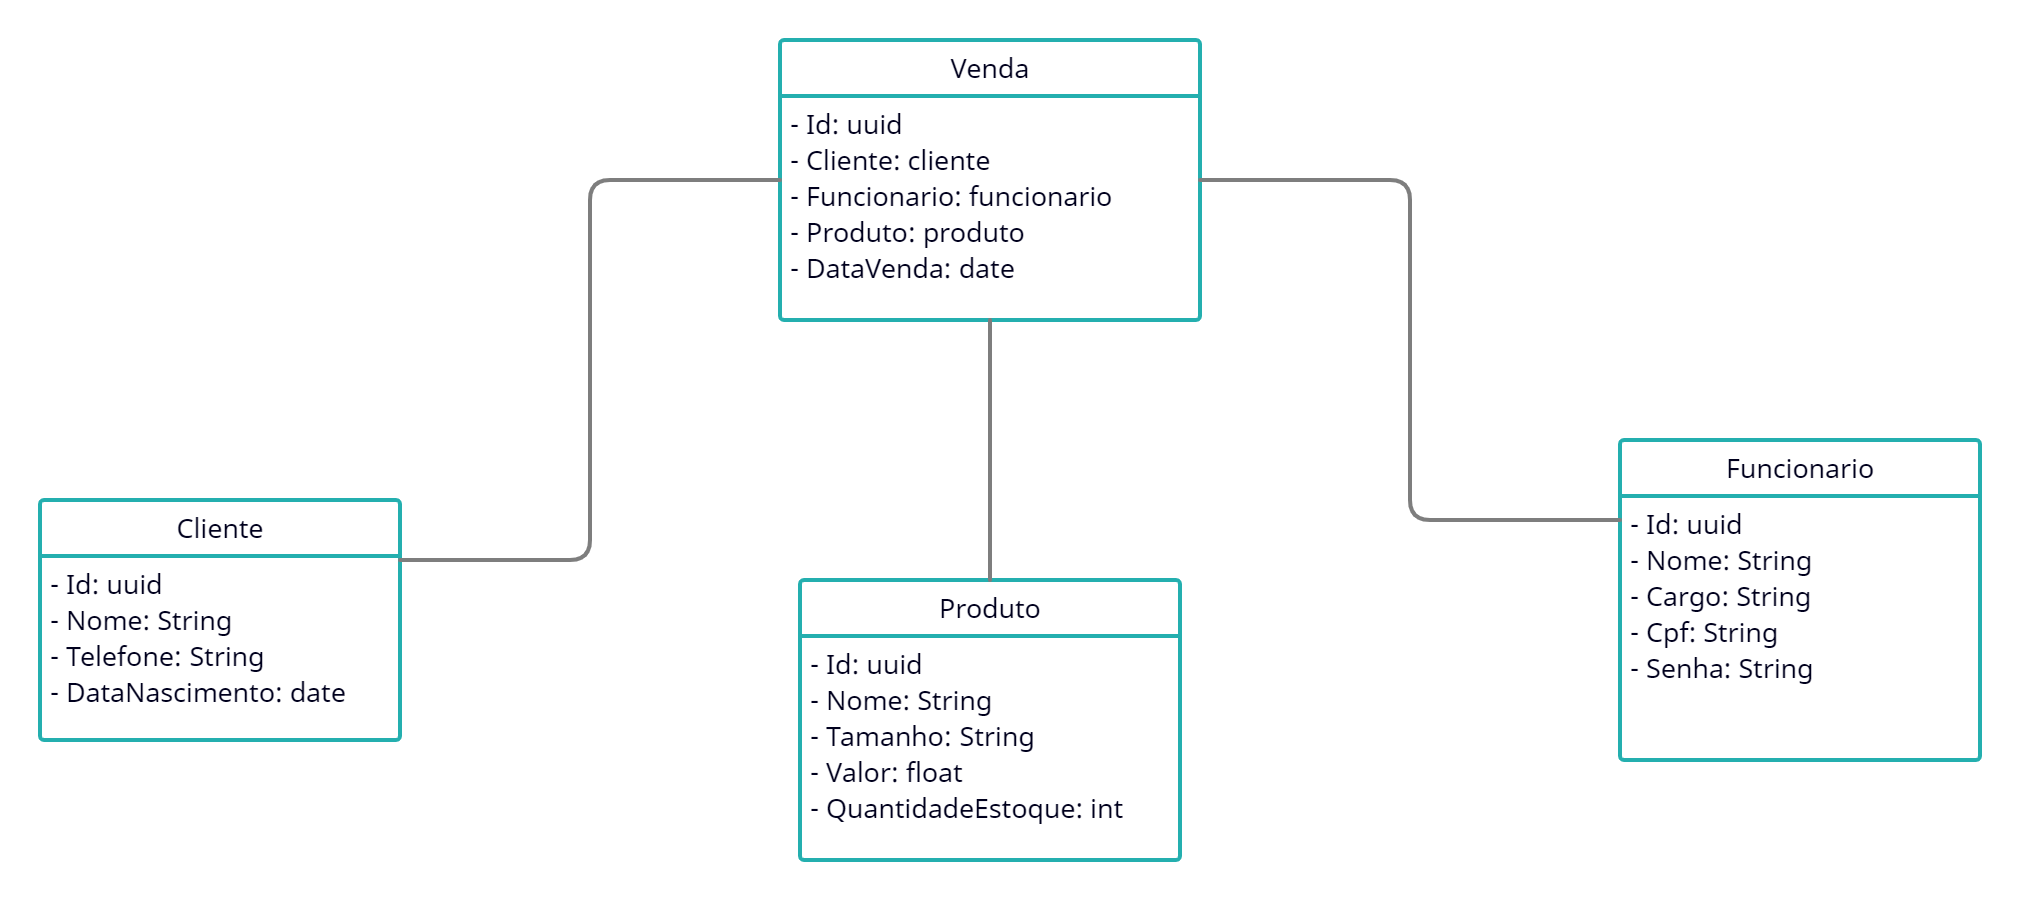 Venda
- Id: uuid
- Cliente: cliente
- Funcionario: funcionario
- Produto: produto
- DataVenda: date
Cliente
- Id: uuid
- Nome: String
- Telefone: String
- DataNascimento: date
Produto
- Id: uuid
- Nome: String
- Tamanho: String
- Valor: float
- QuantidadeEstoque: int
Funcionario
- Id: uuid
- Nome: String
- Cargo: String
- Cpf: String
- Senha: String